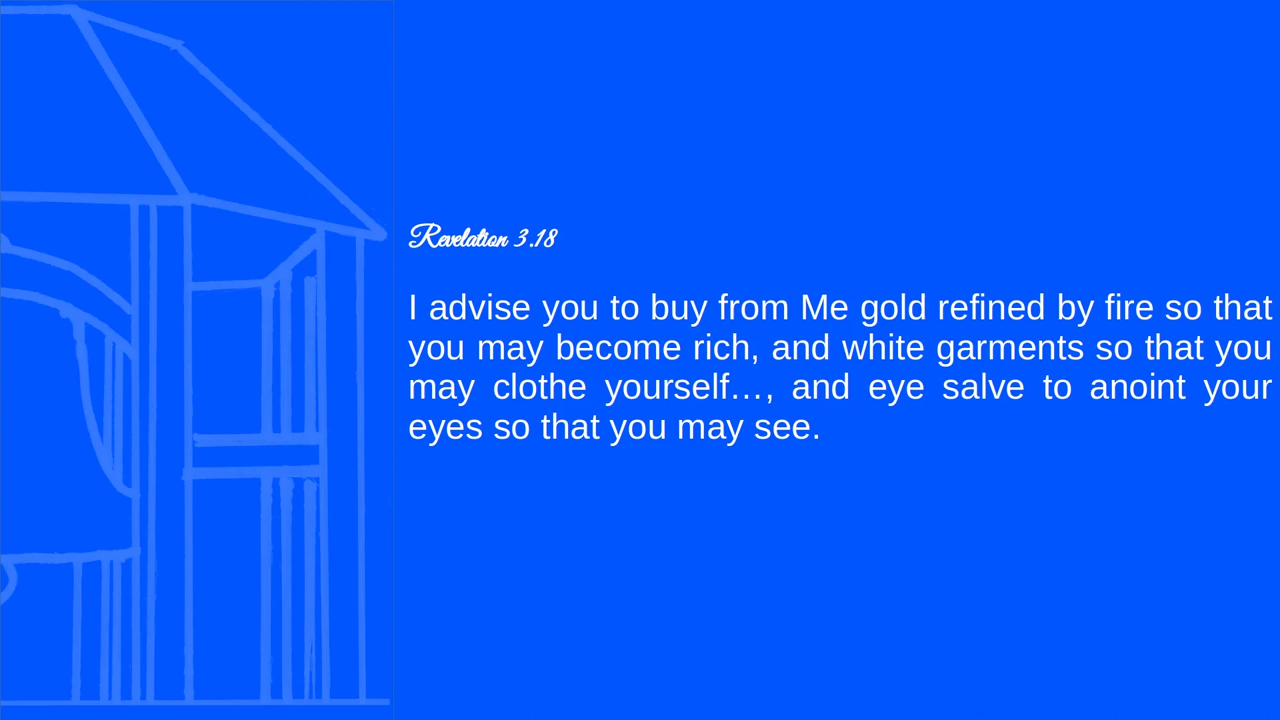 Revelation 3.18
I advise you to buy from Me gold refined by fire so that
you may become rich, and white garments so that you
may clothe yourself…, and eye salve to anoint your
eyes so that you may see.